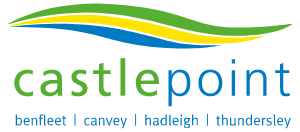 castlepoint
benfleet | canvey | hadleigh | thundersley